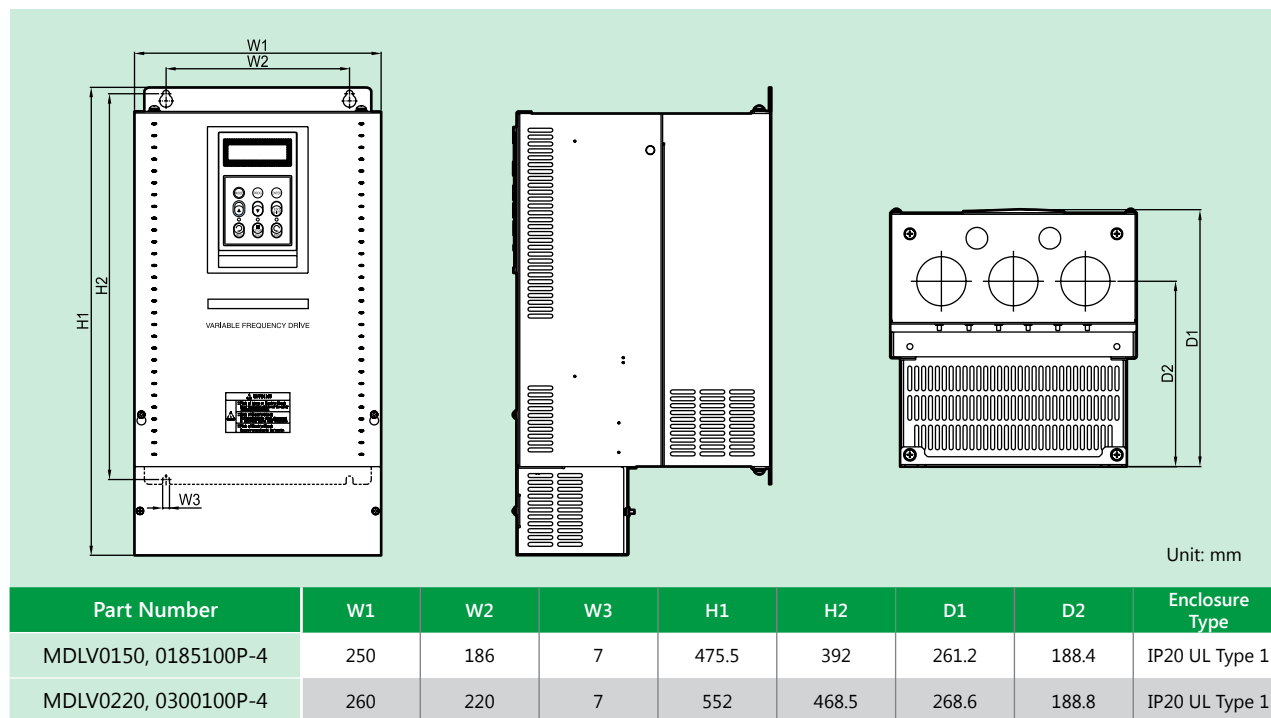 W1
W2
H1
H2
VARIABLE FREQUENCY DRIVE
W3
D1
D2
Unit: mm
Part Number W1 W2 W3 H1 H2 D1 D2 Enclosure Type
MDLV0150, 0185100P-4 250 186 7 475.5 392 261.2 188.4 IP20 UL Type 1
MDLV0220, 0300100P-4 260 220 7 552 468.5 268.6 188.8 IP20 UL Type 1